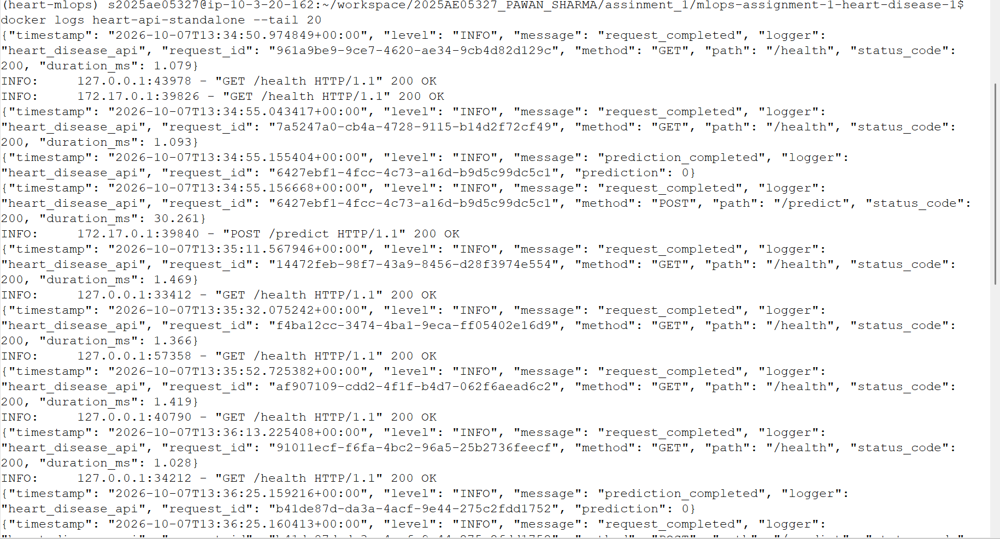 (heart-mlops) s2025ae05327@ip-10-3-20-162:~/workspace/2025AE05327_PAWAN_SHARMA/assinment_1/mlops-assignment-1-heart-disease-1$
docker logs heart-api-standalone --tail 20
{"timestamp": "2026-10-07T13:34:50.974849+00:00", "level": "INFO", "message": "request_completed", "logger":
"heart_disease_api", "request_id": "961a9be9-9ce7-4620-ae34-9cb4d82d129c", "method": "GET", "path": "/health", "status_code":
200, "duration_ms": 1.079}
INFO:     127.0.0.1:43978 - "GET /health HTTP/1.1" 200 OK
INFO:     172.17.0.1:39826 - "GET /health HTTP/1.1" 200 OK
{"timestamp": "2026-10-07T13:34:55.043417+00:00", "level": "INFO", "message": "request_completed", "logger":
"heart_disease_api", "request_id": "7a5247a0-cb4a-4728-9115-b14d2f72cf49", "method": "GET", "path": "/health", "status_code":
200, "duration_ms": 1.093}
{"timestamp": "2026-10-07T13:34:55.155404+00:00", "level": "INFO", "message": "prediction_completed", "logger":
"heart_disease_api", "request_id": "6427ebf1-4fcc-4c73-a16d-b9d5c99dc5c1", "prediction": 0}
{"timestamp": "2026-10-07T13:34:55.156668+00:00", "level": "INFO", "message": "request_completed", "logger":
"heart_disease_api", "request_id": "6427ebf1-4fcc-4c73-a16d-b9d5c99dc5c1", "method": "POST", "path": "/predict", "status_code":
200, "duration_ms": 30.261}
INFO:     172.17.0.1:39840 - "POST /predict HTTP/1.1" 200 OK
{"timestamp": "2026-10-07T13:35:11.567946+00:00", "level": "INFO", "message": "request_completed", "logger":
"heart_disease_api", "request_id": "14472feb-98f7-43a9-8456-d28f3974e554", "method": "GET", "path": "/health", "status_code":
200, "duration_ms": 1.469}
INFO:     127.0.0.1:33412 - "GET /health HTTP/1.1" 200 OK
{"timestamp": "2026-10-07T13:35:32.075242+00:00", "level": "INFO", "message": "request_completed", "logger":
"heart_disease_api", "request_id": "f4ba12cc-3474-4ba1-9eca-ff05402e16d9", "method": "GET", "path": "/health", "status_code":
200, "duration_ms": 1.366}
INFO:     127.0.0.1:57358 - "GET /health HTTP/1.1" 200 OK
{"timestamp": "2026-10-07T13:35:52.725382+00:00", "level": "INFO", "message": "request_completed", "logger":
"heart_disease_api", "request_id": "af907109-cdd2-4f1f-b4d7-062f6aead6c2", "method": "GET", "path": "/health", "status_code":
200, "duration_ms": 1.419}
INFO:     127.0.0.1:40790 - "GET /health HTTP/1.1" 200 OK
{"timestamp": "2026-10-07T13:36:13.225408+00:00", "level": "INFO", "message": "request_completed", "logger":
"heart_disease_api", "request_id": "91011ecf-f6fa-4bc2-96a5-25b2736feecf", "method": "GET", "path": "/health", "status_code":
200, "duration_ms": 1.028}
INFO:     127.0.0.1:34212 - "GET /health HTTP/1.1" 200 OK
{"timestamp": "2026-10-07T13:36:25.159216+00:00", "level": "INFO", "message": "prediction_completed", "logger":
"heart_disease_api", "request_id": "b41de87d-da3a-4acf-9e44-275c2fdd1752", "prediction": 0}
{"timestamp": "2026-10-07T13:36:25.160413+00:00", "level": "INFO", "message": "request_completed", "logger":